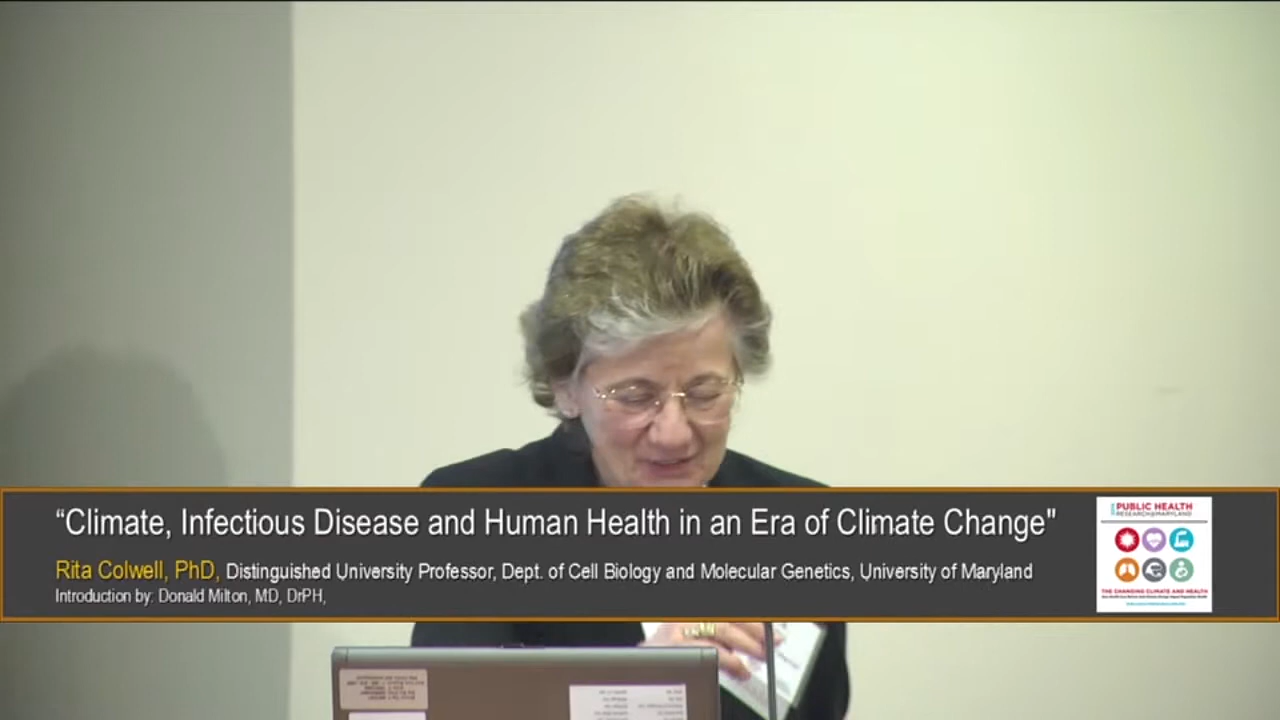 “Climate, Infectious Disease and Human Health in an Era of Climate Change"
Rita Colwell, PhD, Distinguished University Professor, Dept. of Cell Biology and Molecular Genetics, University of Maryland
Introduction by: Donald Milton, MD, DrPH,
PUBLIC HEALTH
RESEARCH@MARYLAND
THE CHANGING CLIMATE AND HEALTH